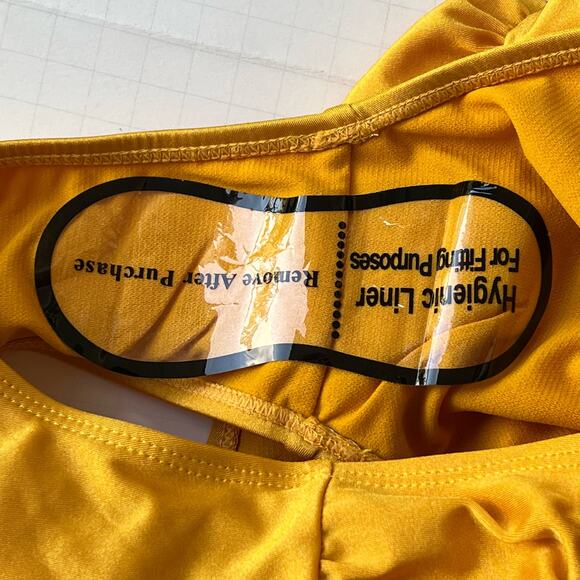 Hygienic Liner
For Fitting Purposes
Remove After Purchase